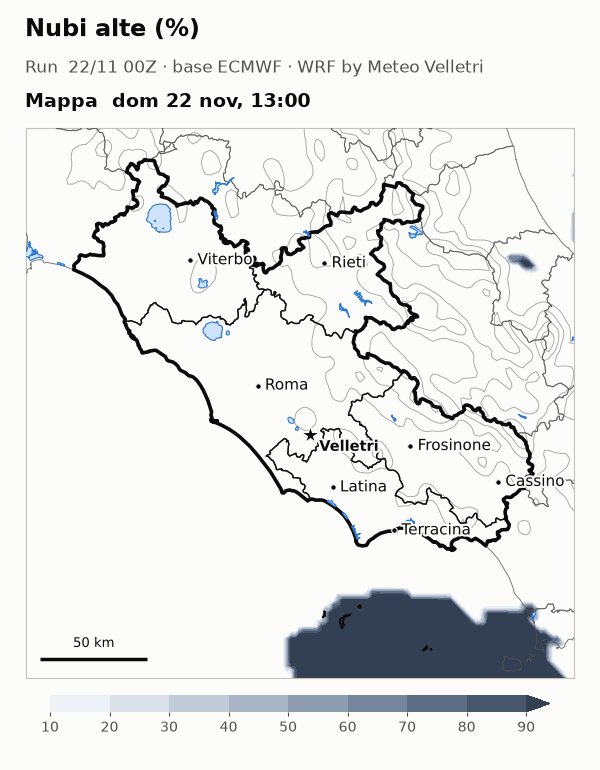 Nubi alte (%)
Run  22/11 00Z · base ECMWF · WRF by Meteo Velletri
Mappa  dom 22 nov, 13:00
Viterbo
Rieti
Roma
Velletri
Frosinone
Latina
Cassino
Terracina
50 km
10 20 30 40 50 60 70 80 90